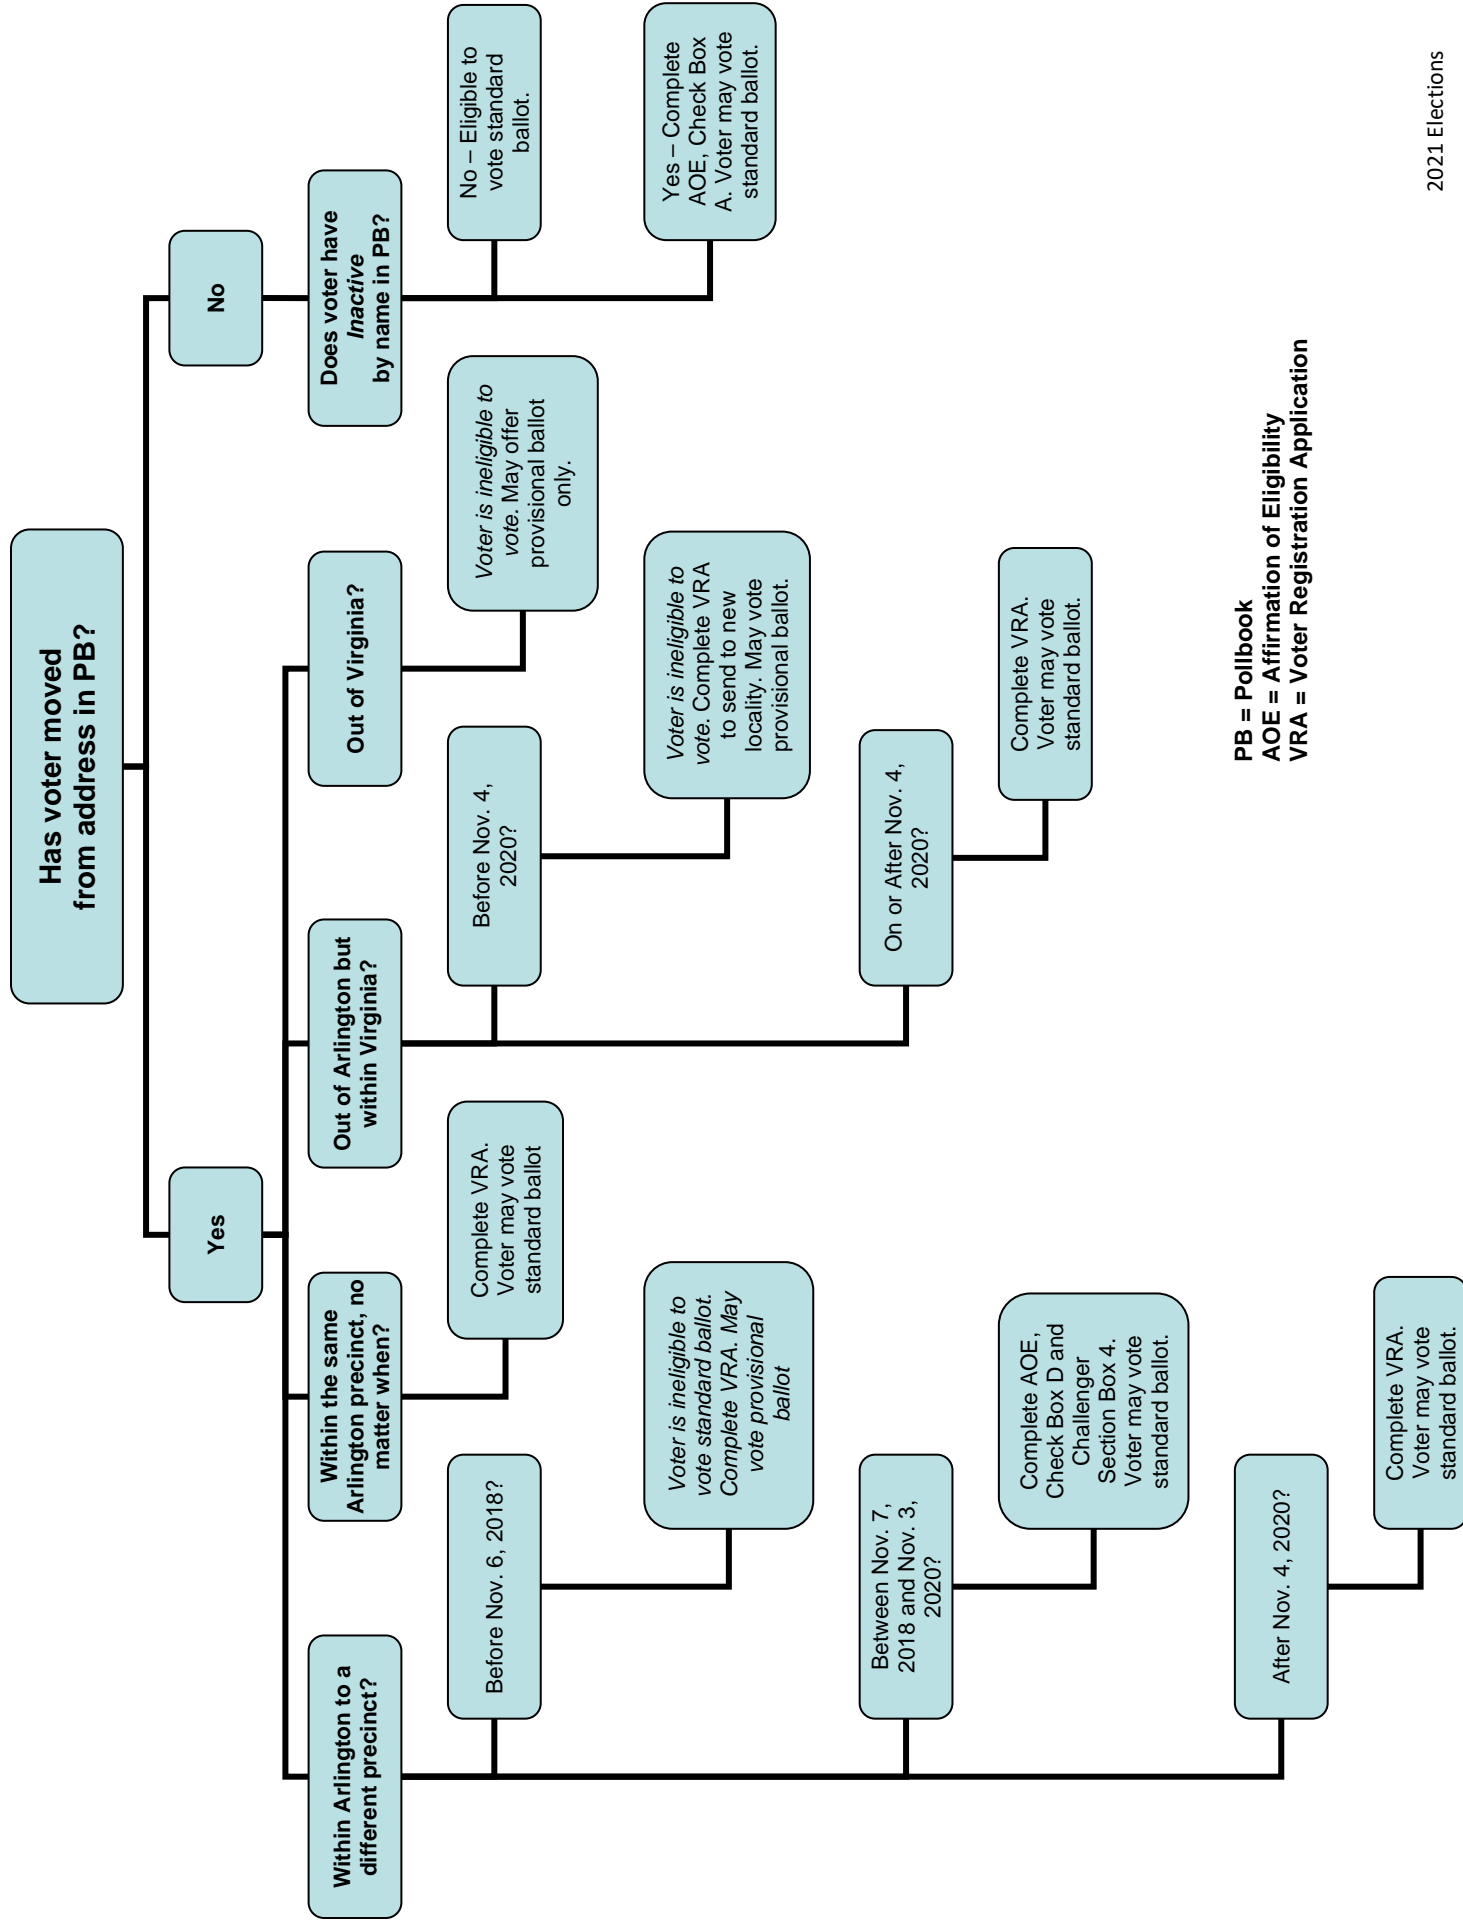 Has voter moved
from address in PB?
Yes
No
Within Arlington to a
different precinct?
Within the same
Arlington precinct, no
matter when?
Out of Arlington but
within Virginia?
Out of Virginia?
Does voter have
Inactive
by name in PB?
Before Nov. 6, 2018?
Voter is ineligible to
vote standard ballot.
Complete VRA. May
vote provisional
ballot
Between Nov. 7,
2018 and Nov. 3,
2020?
Complete AOE,
Check Box D and
Challenger
Section Box 4.
Voter may vote
standard ballot.
After Nov. 4, 2020?
Complete VRA.
Voter may vote
standard ballot.
Complete VRA.
Voter may vote
standard ballot
Before Nov. 4,
2020?
Voter is ineligible to
vote. Complete VRA
to send to new
locality. May vote
provisional ballot.
On or After Nov. 4,
2020?
Complete VRA.
Voter may vote
standard ballot.
Voter is ineligible to
vote. May offer
provisional ballot
only.
No – Eligible to
vote standard
ballot.
Yes – Complete
AOE, Check Box
A. Voter may vote
standard ballot.
PB = Pollbook
AOE = Affirmation of Eligibility
VRA = Voter Registration Application
2021 Elections